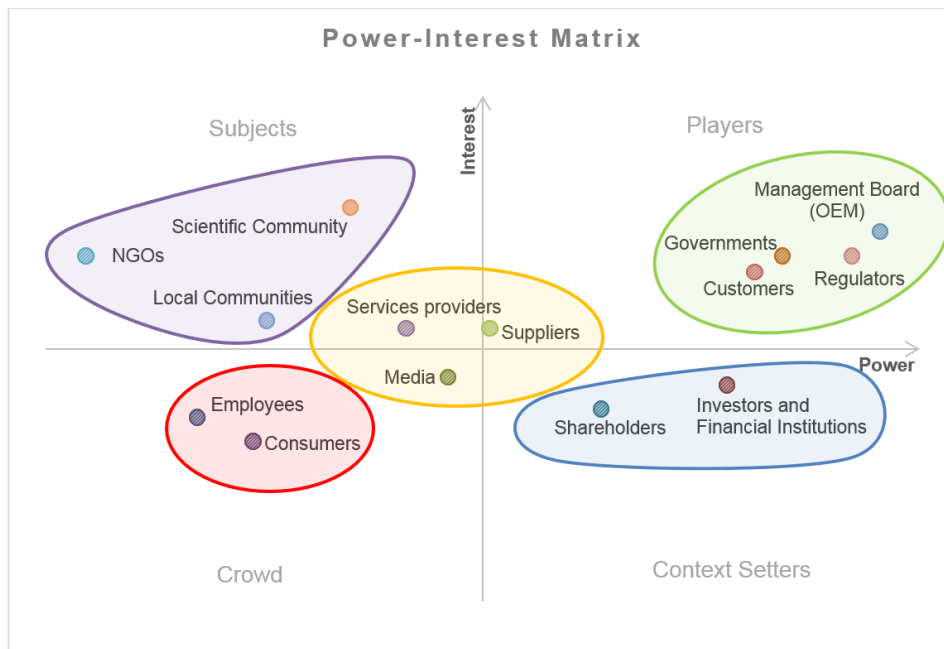 Power-Interest Matrix
Subjects
Players
Interest
Management Board
(OEM)
Scientific Community
Governments
NGOs
Customers
Regulators
Local Communities
Services providers
Suppliers
Power
Media
Employees
Consumers
Shareholders
Investors and
Financial Institutions
Crowd
Context Setters